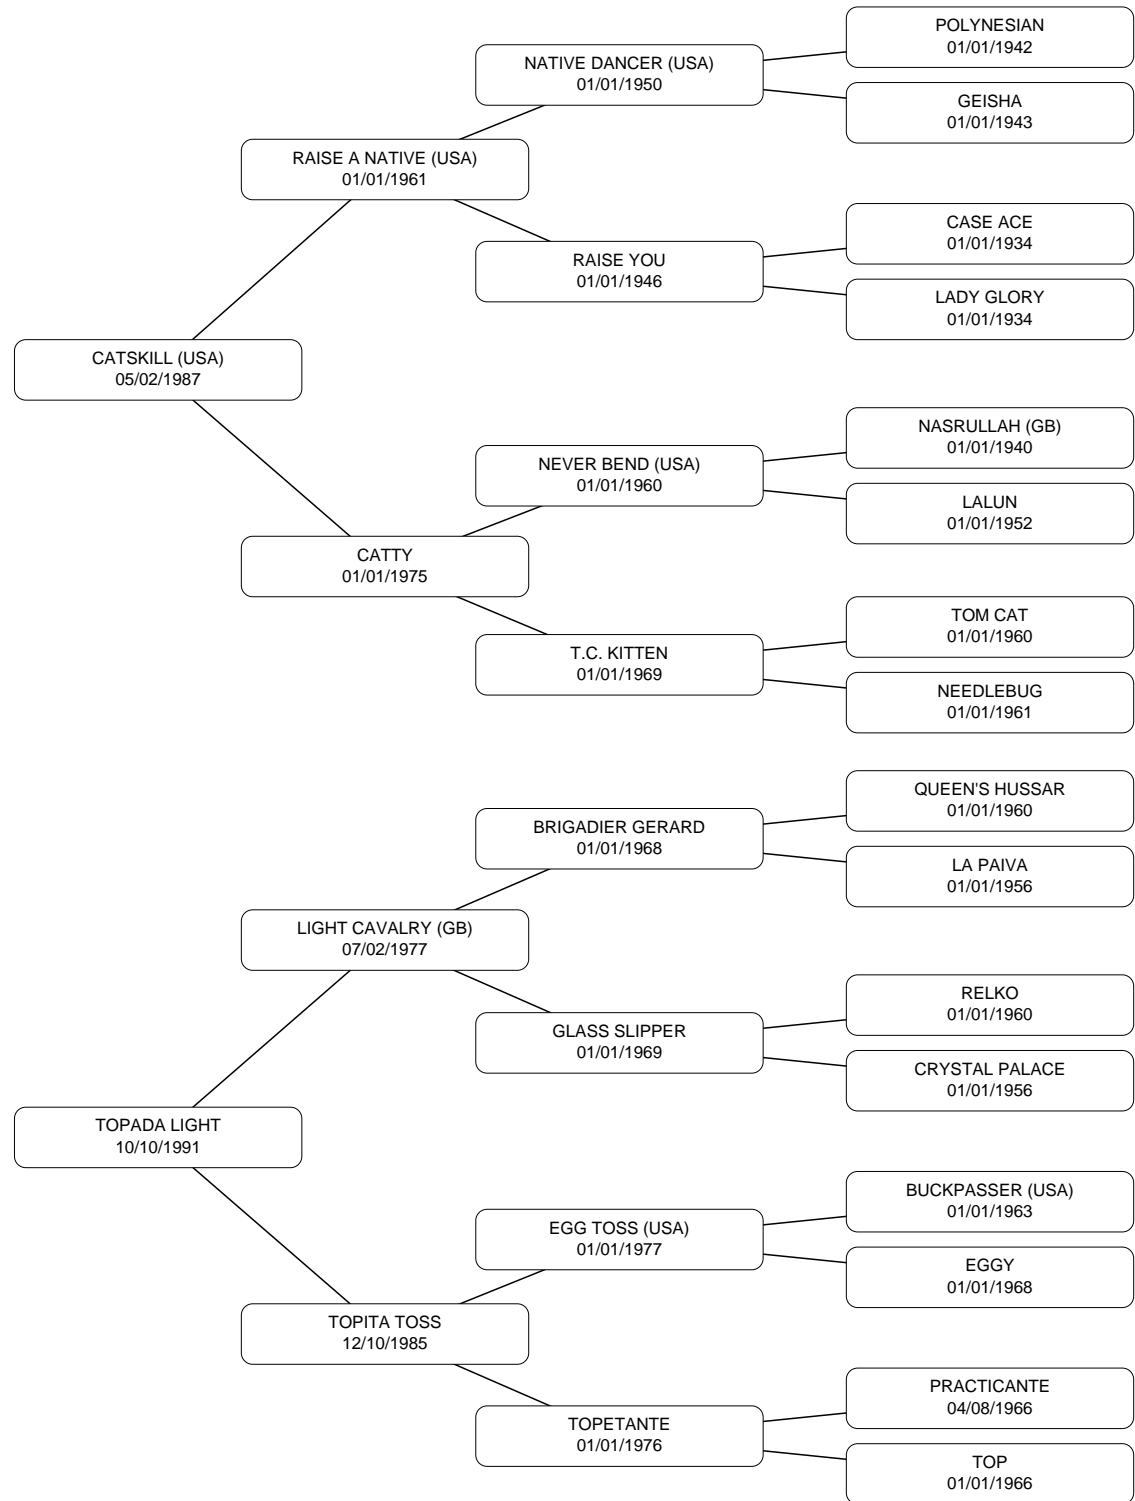 POLYNESIAN
01/01/1942
NATIVE DANCER (USA)
01/01/1950
GEISHA
01/01/1943
RAISE A NATIVE (USA)
01/01/1961
CASE ACE
01/01/1934
RAISE YOU
01/01/1946
LADY GLORY
01/01/1934
CATSKILL (USA)
05/02/1987
NASRULLAH (GB)
01/01/1940
NEVER BEND (USA)
01/01/1960
LALUN
01/01/1952
CATTY
01/01/1975
TOM CAT
01/01/1960
T.C. KITTEN
01/01/1969
NEEDLEBUG
01/01/1961
QUEEN'S HUSSAR
01/01/1960
BRIGADIER GERARD
01/01/1968
LA PAIVA
01/01/1956
LIGHT CAVALRY (GB)
07/02/1977
RELKO
01/01/1960
GLASS SLIPPER
01/01/1969
CRYSTAL PALACE
01/01/1956
TOPADA LIGHT
10/10/1991
BUCKPASSER (USA)
01/01/1963
EGG TOSS (USA)
01/01/1977
EGGY
01/01/1968
TOPITA TOSS
12/10/1985
PRACTICANTE
04/08/1966
TOPETANTE
01/01/1976
TOP
01/01/1966